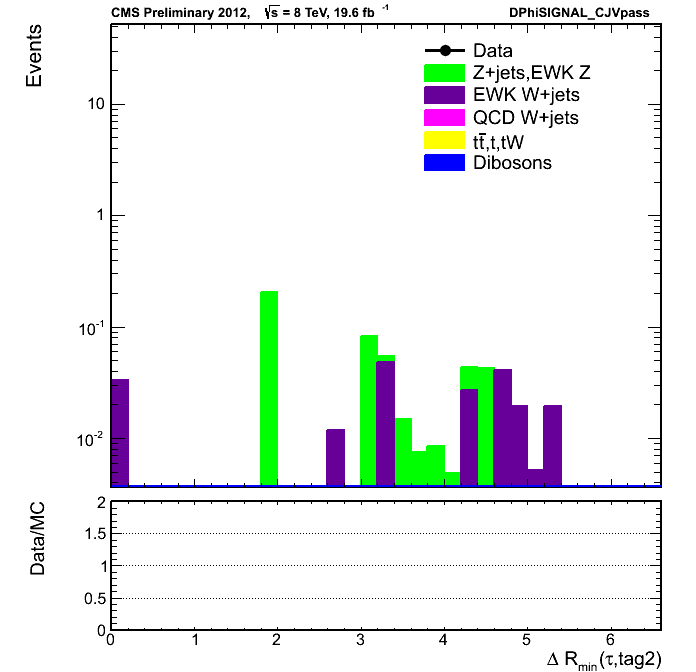 CMS Preliminary 2012, √s = 8 TeV, 19.6 fb⁻¹ DPhiSIGNAL_CJVpass
Events
Data
Z+jets,EWK Z
EWK W+jets
QCD W+jets
tt̄,t,tW
Dibosons
10
1
10⁻¹
10⁻²
Data/MC
2
1.5
1
0.5
0
0 1 2 3 4 5 6
Δ R_min(τ,tag2)